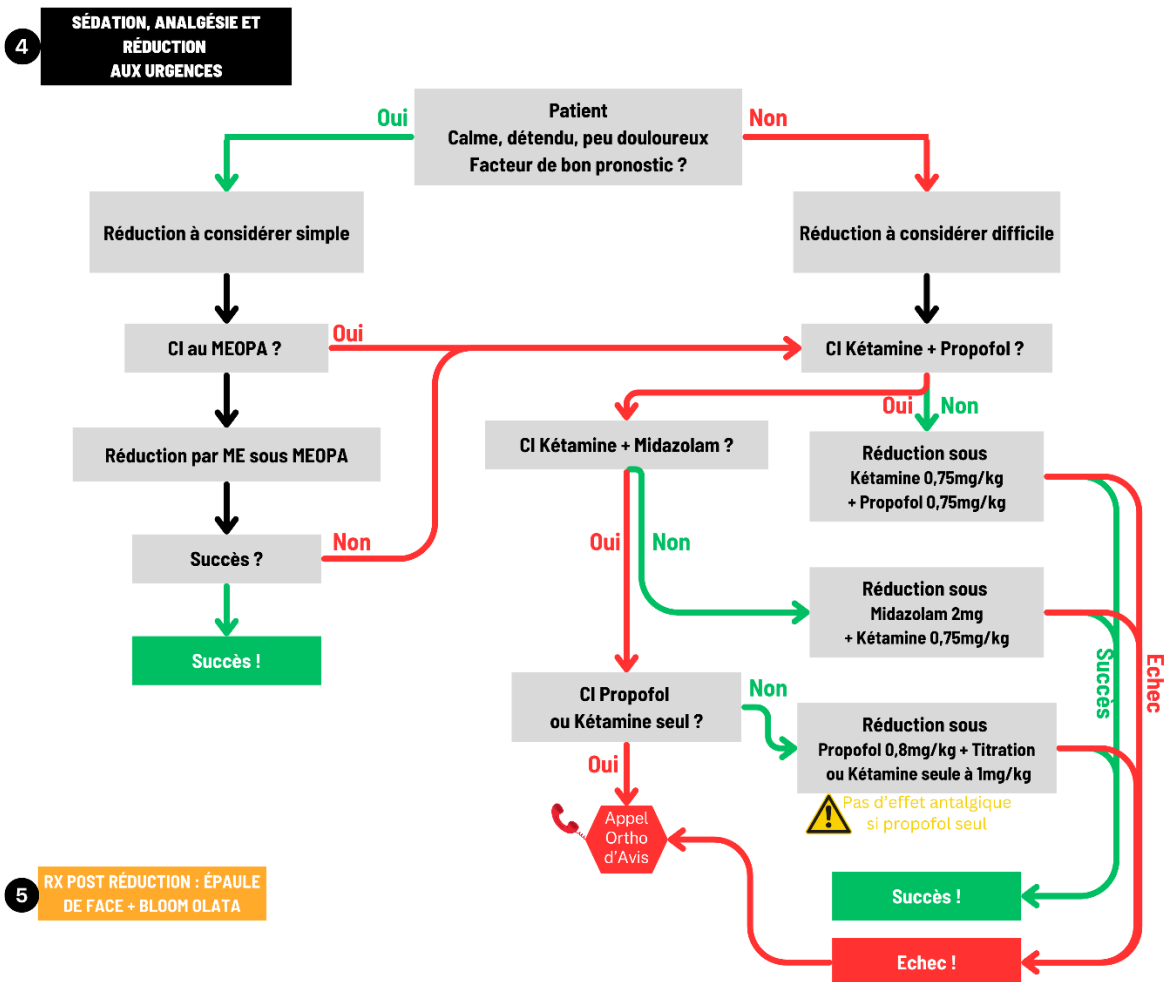 4
SÉDATION, ANALGÉSIE ET
RÉDUCTION
AUX URGENCES
Patient
Calme, détendu, peu douloureux
Facteur de bon pronostic ?
Oui
Non
Réduction à considérer simple
Réduction à considérer difficile
CI au MEOPA ?
Oui
CI Kétamine + Propofol ?
Oui
Non
Réduction par ME sous MEOPA
CI Kétamine + Midazolam ?
Réduction sous
Kétamine 0,75mg/kg
+ Propofol 0,75mg/kg
Succès ?
Non
Oui
Non
Réduction sous
Midazolam 2mg
+ Kétamine 0,75mg/kg
Succès !
CI Propofol
ou Kétamine seul ?
Non
Oui
Réduction sous
Propofol 0,8mg/kg + Titration
ou Kétamine seule à 1mg/kg
Pas d'effet antalgique
si propofol seul
Succès
Echec
Appel
Ortho
d'Avis
5
RX POST RÉDUCTION : ÉPAULE
DE FACE + BLOOM OLATA
Succès !
Echec !